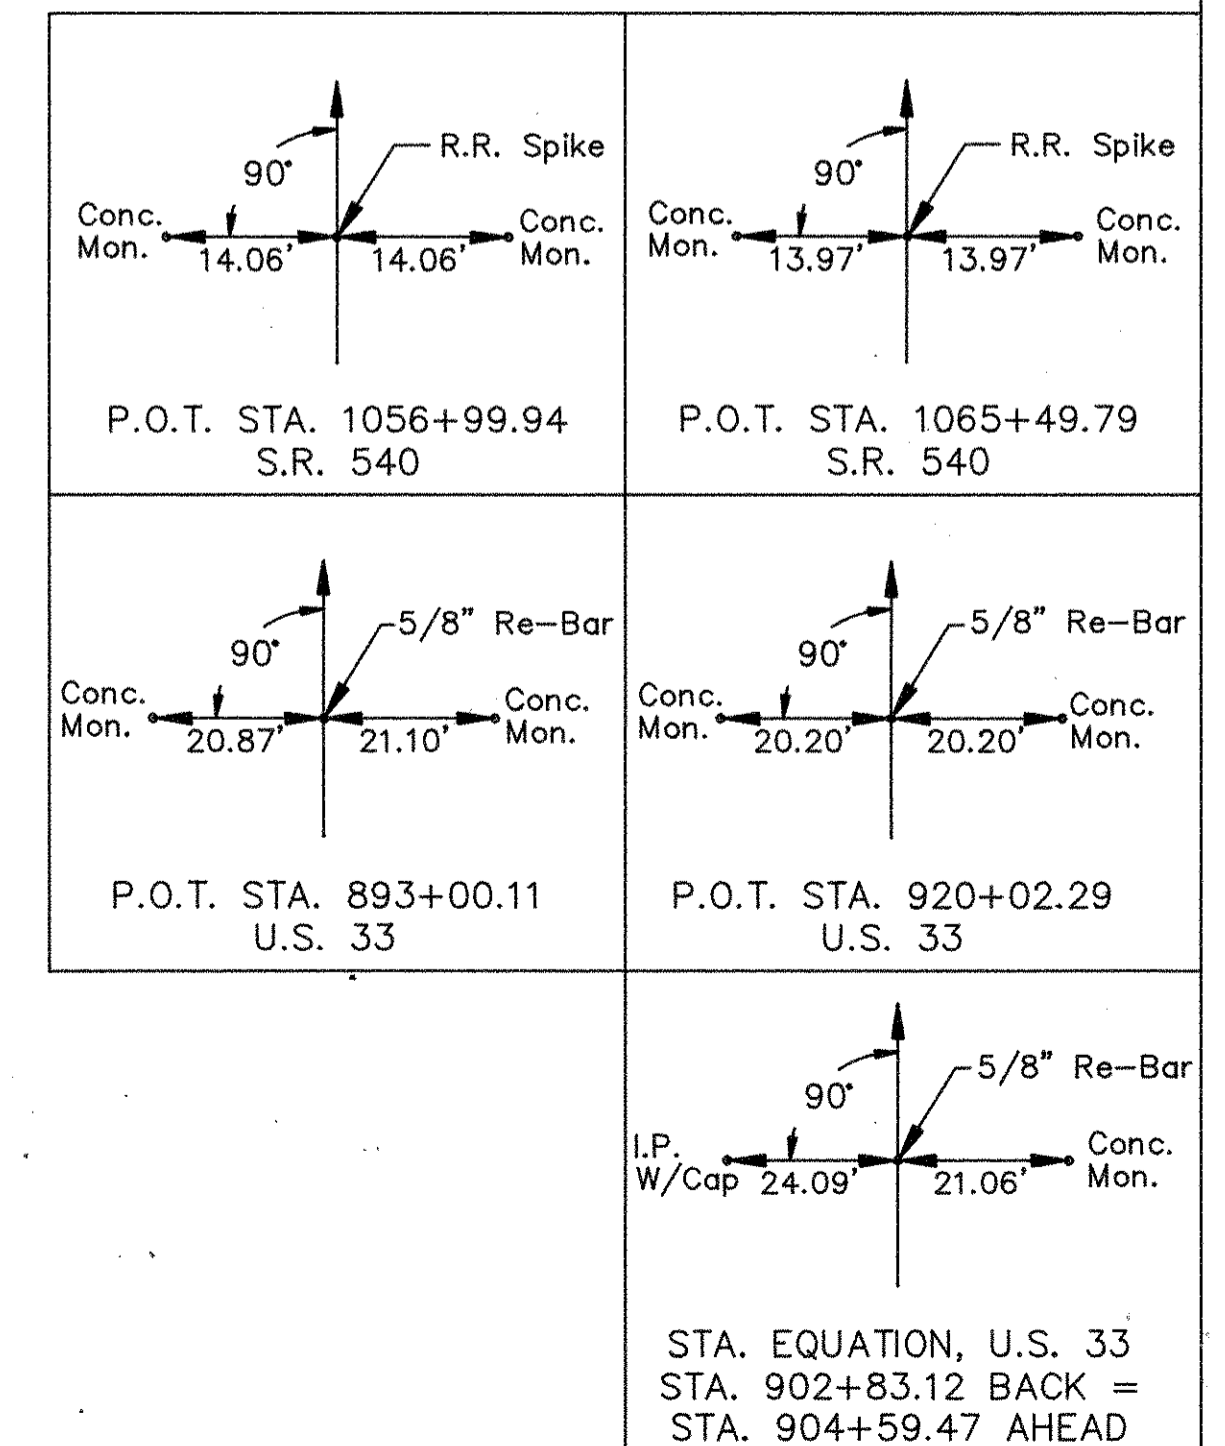 90° R.R. Spike
Conc. Mon. 14.06' 14.06' Conc. Mon.
P.O.T. STA. 1056+99.94
S.R. 540
90° R.R. Spike
Conc. Mon. 13.97' 13.97' Conc. Mon.
P.O.T. STA. 1065+49.79
S.R. 540
90° 5/8" Re-Bar
Conc. Mon. 20.87' 21.10' Conc. Mon.
P.O.T. STA. 893+00.11
U.S. 33
90° 5/8" Re-Bar
Conc. Mon. 20.20' 20.20' Conc. Mon.
P.O.T. STA. 920+02.29
U.S. 33
90° 5/8" Re-Bar
I.P. W/Cap 24.09' 21.06' Conc. Mon.
STA. EQUATION, U.S. 33
STA. 902+83.12 BACK =
STA. 904+59.47 AHEAD